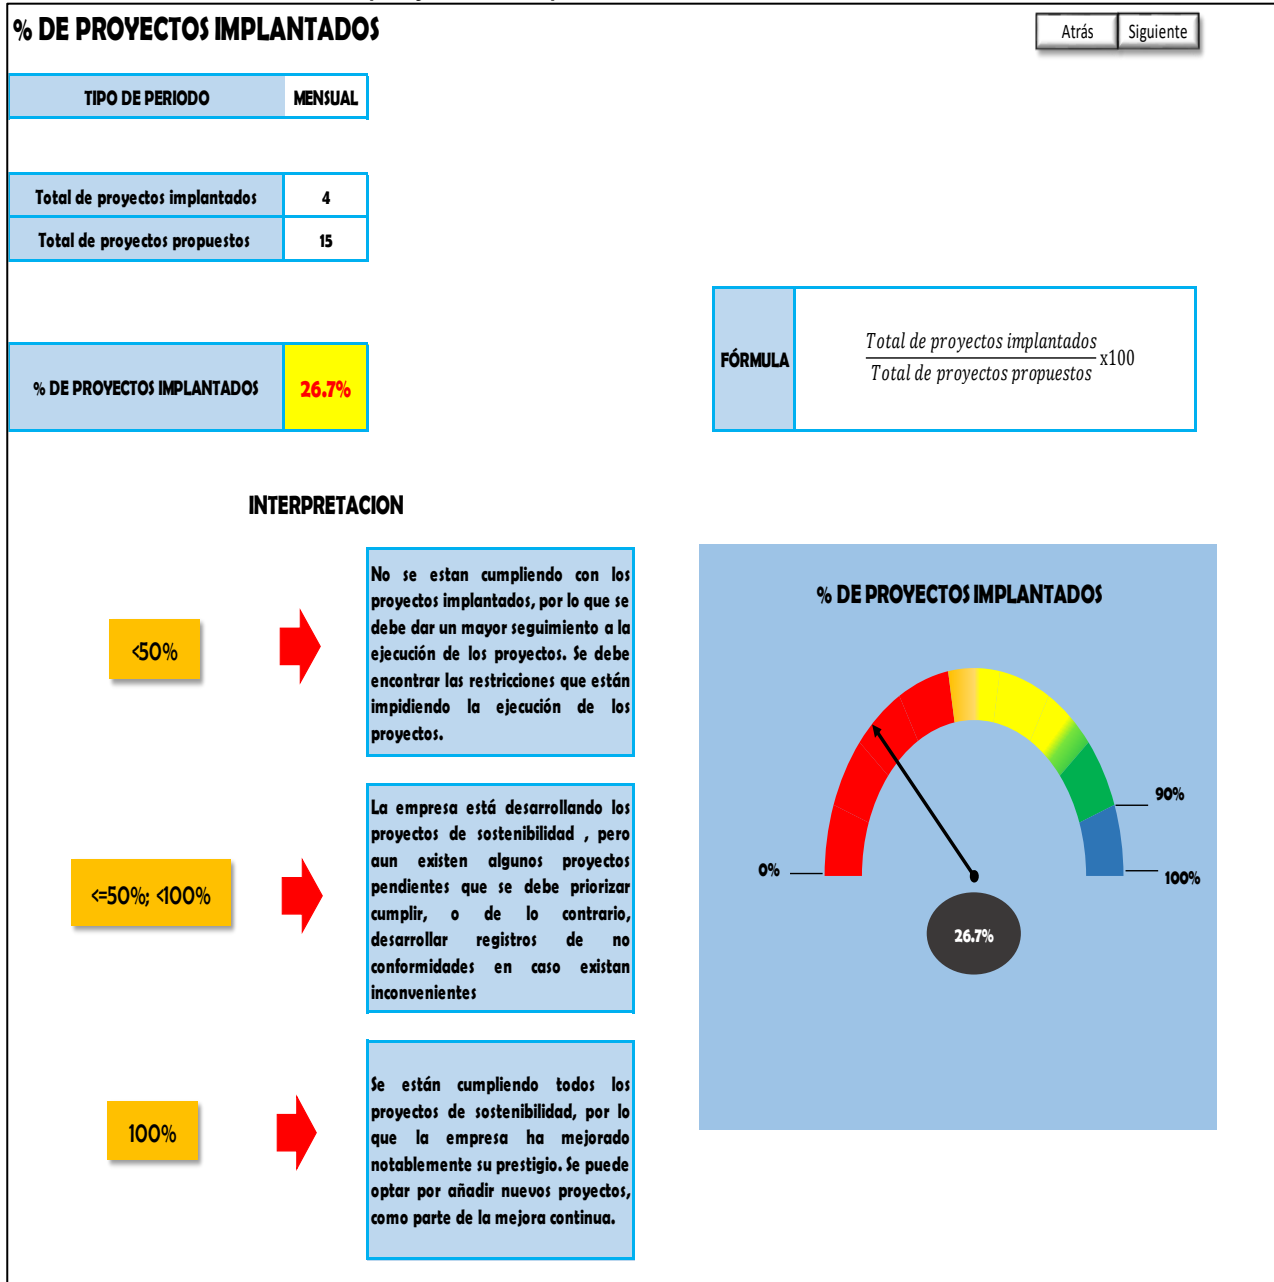 % DE PROYECTOS IMPLANTADOS
Atrás
Siguiente
TIPO DE PERIODO
MENSUAL
Total de proyectos implantados
4
Total de proyectos propuestos
15
% DE PROYECTOS IMPLANTADOS
26.7%
FÓRMULA
Total de proyectos implantados
Total de proyectos propuestos
x100
INTERPRETACION
<50%
No se estan cumpliendo con los
proyectos implantados, por lo que se
debe dar un mayor seguimiento a la
ejecución de los proyectos. Se debe
encontrar las restricciones que están
impidiendo la ejecución de los
proyectos.
<=50%; <100%
La empresa está desarrollando los
proyectos de sostenibilidad , pero
aun existen algunos proyectos
pendientes que se debe priorizar
cumplir, o de lo contrario,
desarrollar registros de no
conformidades en caso existan
inconvenientes
100%
Se están cumpliendo todos los
proyectos de sostenibilidad, por lo
que la empresa ha mejorado
notablemente su prestigio. Se puede
optar por añadir nuevos proyectos,
como parte de la mejora continua.
% DE PROYECTOS IMPLANTADOS
90%
0%
100%
26.7%